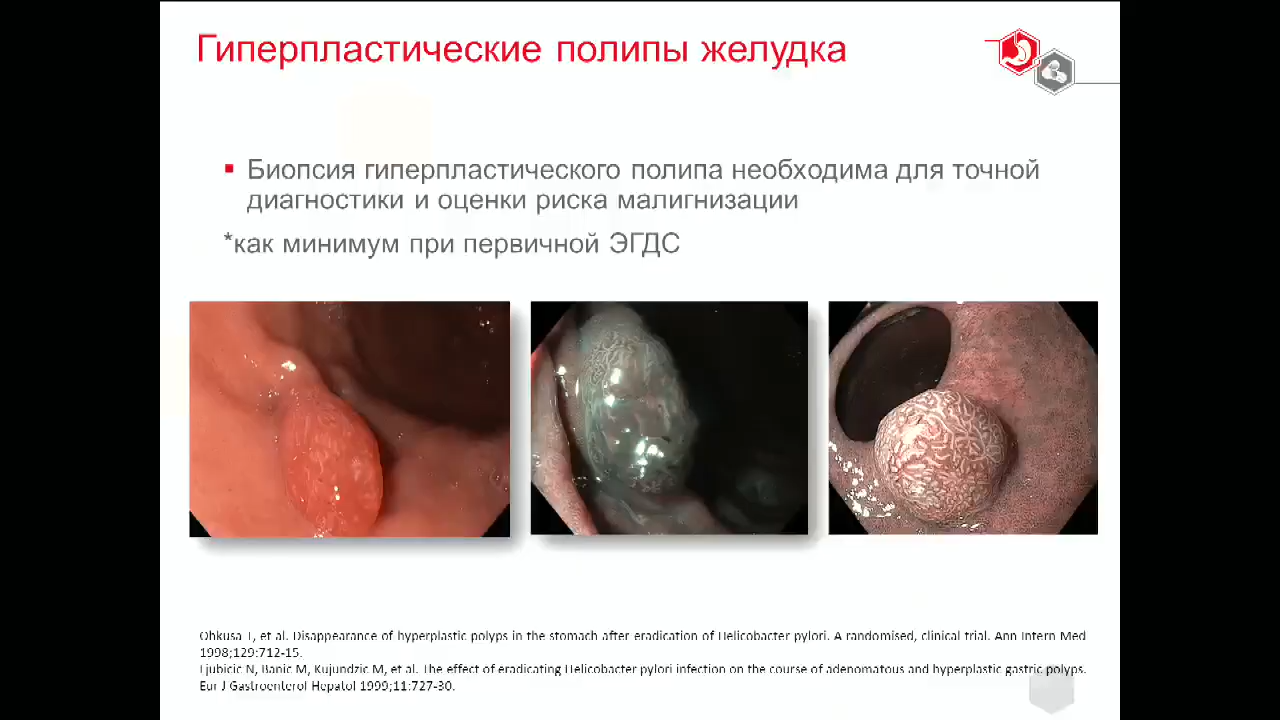 Гиперпластические полипы желудка
Биопсия гиперпластического полипа необходима для точной
диагностики и оценки риска малигнизации
*как минимум при первичной ЭГДС
Ohkusa T, et al. Disappearance of hyperplastic polyps in the stomach after eradication of Helicobacter pylori. A randomised, clinical trial. Ann Intern Med
1998;129:712-15.
Ljubicic N, Banic M, Kujundzic M, et al. The effect of eradicating Helicobacter pylori infection on the course of adenomatous and hyperplastic gastric polyps.
Eur J Gastroenterol Hepatol 1999;11:727-30.